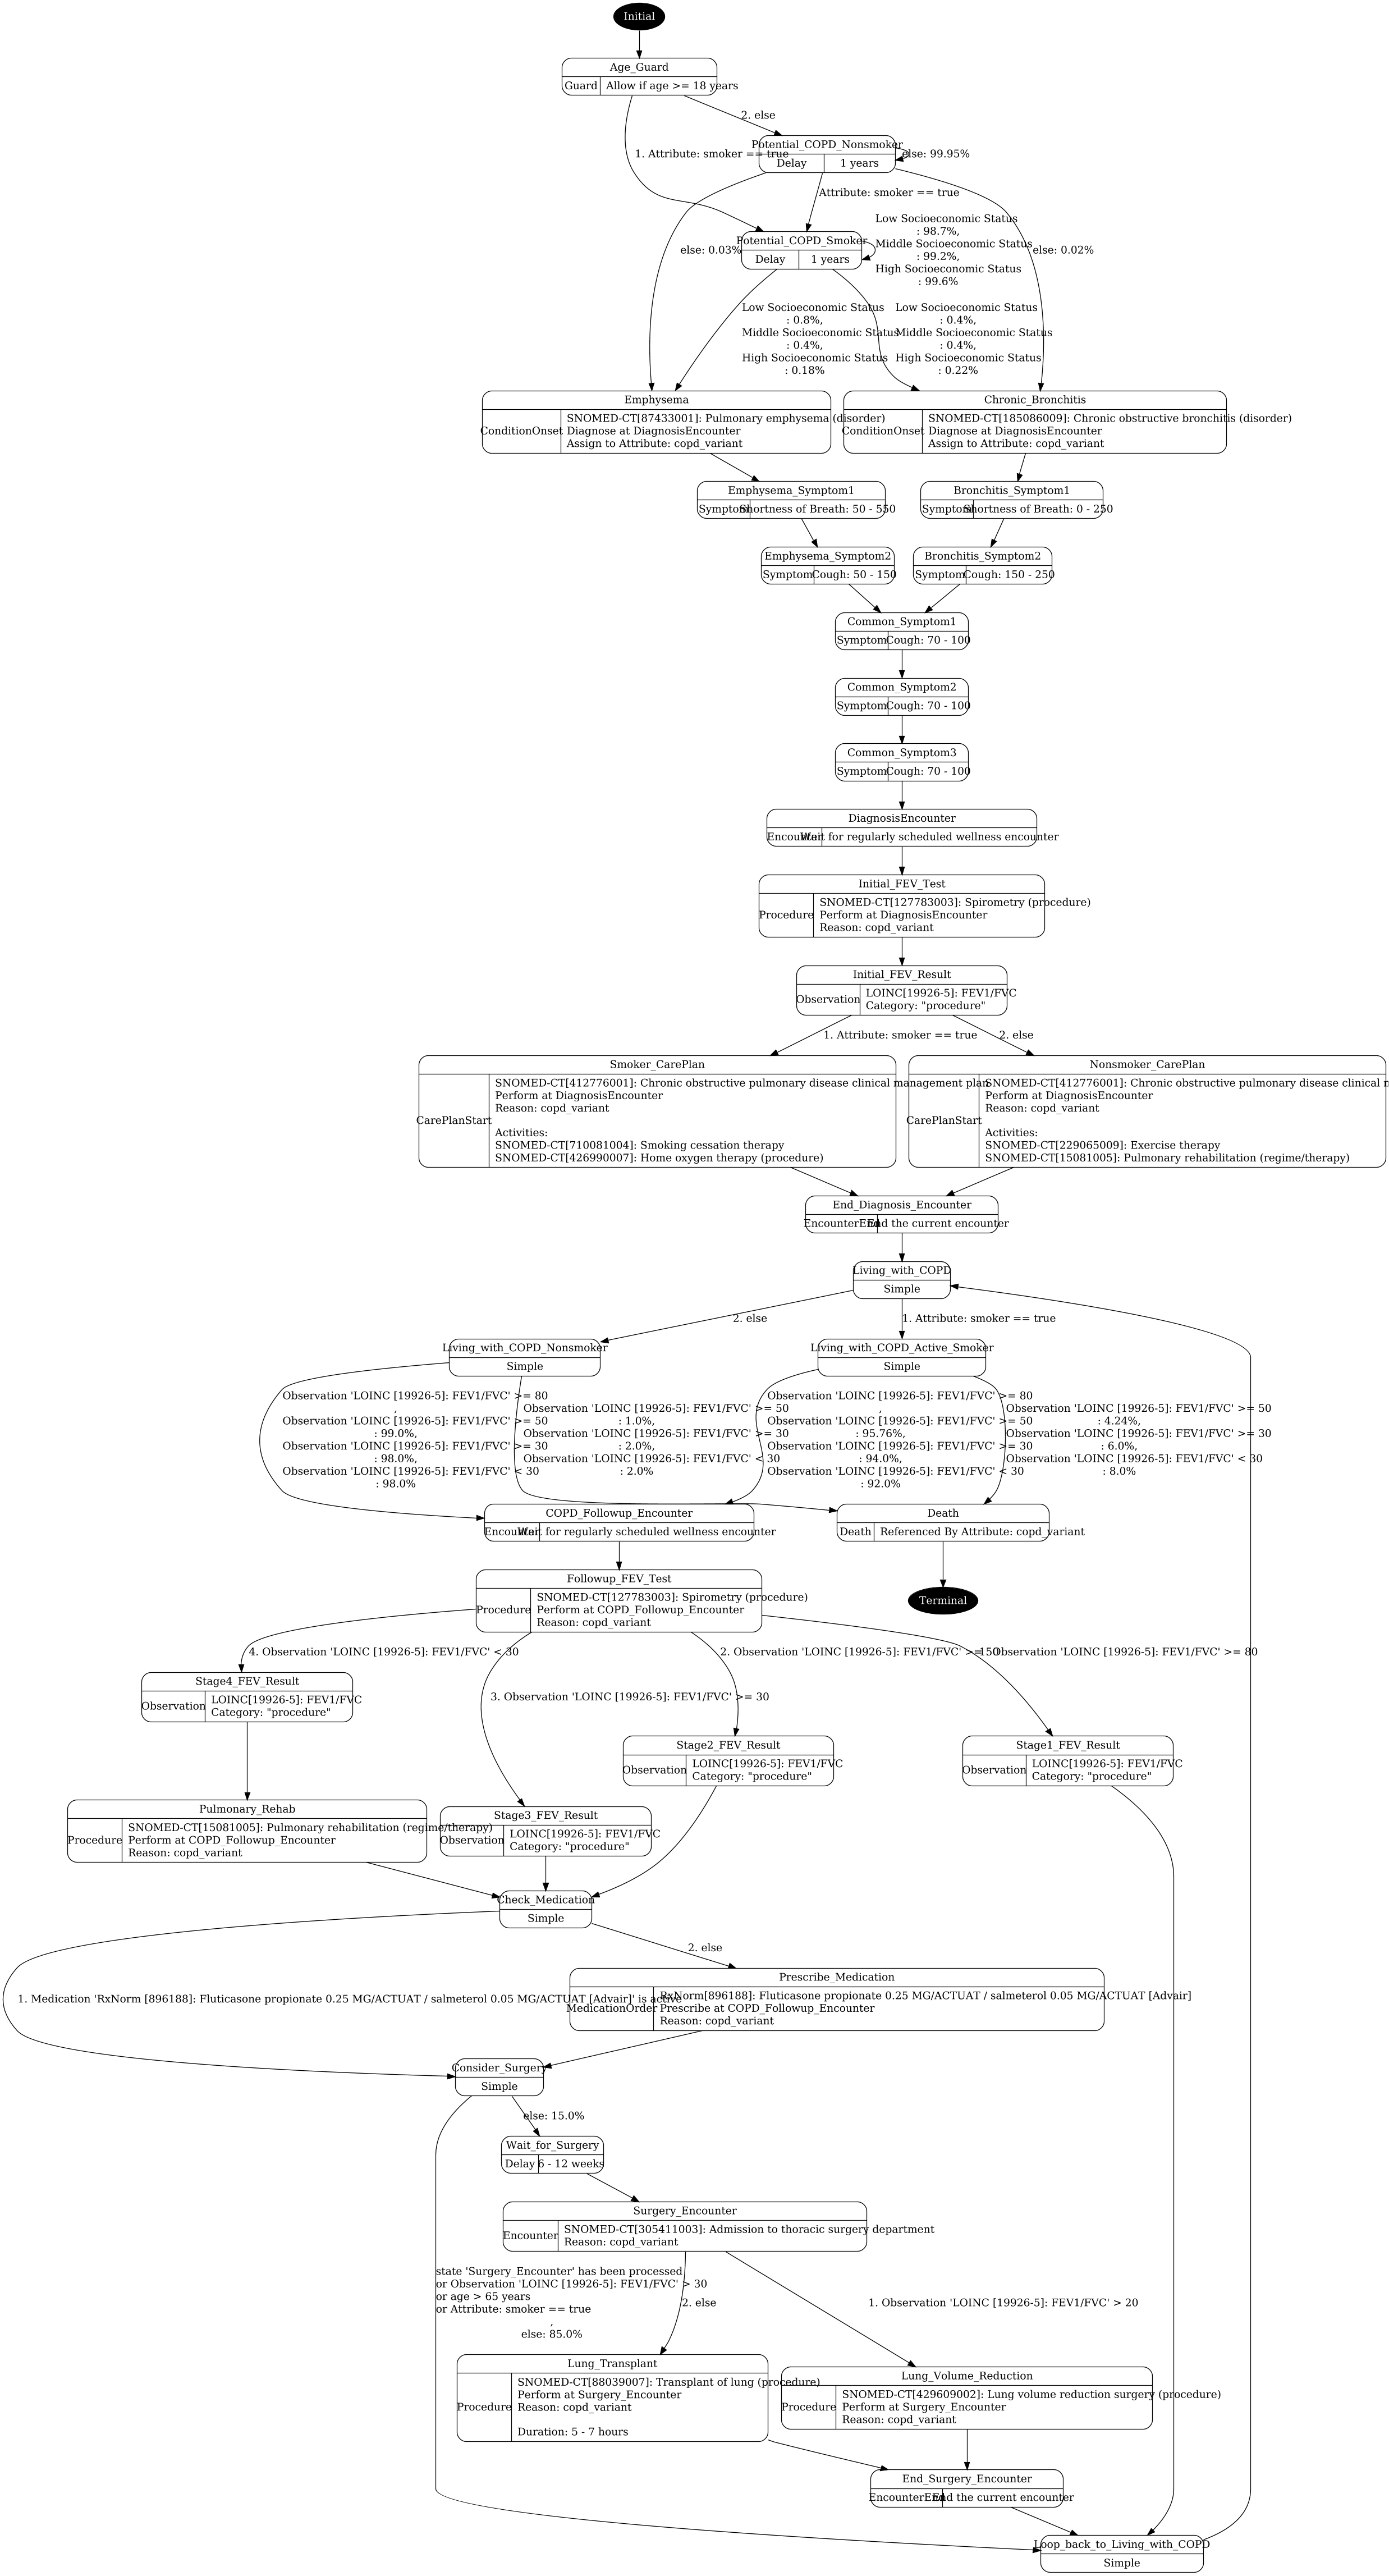 Initial
Age_Guard
Guard
Allow if age >= 18 years
2. else
1. Attribute: smoker == true
Potential_COPD_Nonsmoker
Delay
1 years
else: 99.95%
Attribute: smoker == true
Potential_COPD_Smoker
Delay
1 years
Low Socioeconomic Status
: 98.7%,
Middle Socioeconomic Status
: 99.2%,
High Socioeconomic Status
: 99.6%
else: 0.03%
else: 0.02%
Low Socioeconomic Status
: 0.8%,
Middle Socioeconomic Status
: 0.4%,
High Socioeconomic Status
: 0.18%
Low Socioeconomic Status
: 0.4%,
Middle Socioeconomic Status
: 0.4%,
High Socioeconomic Status
: 0.22%
Emphysema
ConditionOnset
SNOMED-CT[87433001]: Pulmonary emphysema (disorder)
Diagnose at DiagnosisEncounter
Assign to Attribute: copd_variant
Chronic_Bronchitis
ConditionOnset
SNOMED-CT[185086009]: Chronic obstructive bronchitis (disorder)
Diagnose at DiagnosisEncounter
Assign to Attribute: copd_variant
Emphysema_Symptom1
Symptom
Shortness of Breath: 50 - 550
Bronchitis_Symptom1
Symptom
Shortness of Breath: 0 - 250
Emphysema_Symptom2
Symptom
Cough: 50 - 150
Bronchitis_Symptom2
Symptom
Cough: 150 - 250
Common_Symptom1
Symptom
Cough: 70 - 100
Common_Symptom2
Symptom
Cough: 70 - 100
Common_Symptom3
Symptom
Cough: 70 - 100
DiagnosisEncounter
Encounter
Wait for regularly scheduled wellness encounter
Initial_FEV_Test
Procedure
SNOMED-CT[127783003]: Spirometry (procedure)
Perform at DiagnosisEncounter
Reason: copd_variant
Initial_FEV_Result
Observation
LOINC[19926-5]: FEV1/FVC
Category: "procedure"
1. Attribute: smoker == true
2. else
Smoker_CarePlan
CarePlanStart
SNOMED-CT[412776001]: Chronic obstructive pulmonary disease clinical management plan
Perform at DiagnosisEncounter
Reason: copd_variant
Activities:
SNOMED-CT[710081004]: Smoking cessation therapy
SNOMED-CT[426990007]: Home oxygen therapy (procedure)
Nonsmoker_CarePlan
CarePlanStart
SNOMED-CT[412776001]: Chronic obstructive pulmonary disease clinical
Perform at DiagnosisEncounter
Reason: copd_variant
Activities:
SNOMED-CT[229065009]: Exercise therapy
SNOMED-CT[15081005]: Pulmonary rehabilitation (regime/therapy)
End_Diagnosis_Encounter
EncounterEnd
End the current encounter
Living_with_COPD
Simple
2. else
1. Attribute: smoker == true
Living_with_COPD_Nonsmoker
Simple
Living_with_COPD_Active_Smoker
Simple
Observation 'LOINC [19926-5]: FEV1/FVC' >= 80
,
Observation 'LOINC [19926-5]: FEV1/FVC' >= 50
: 99.0%,
Observation 'LOINC [19926-5]: FEV1/FVC' >= 30
: 98.0%,
Observation 'LOINC [19926-5]: FEV1/FVC' < 30
: 98.0%
Observation 'LOINC [19926-5]: FEV1/FVC' >= 50
: 1.0%,
Observation 'LOINC [19926-5]: FEV1/FVC' >= 30
: 2.0%,
Observation 'LOINC [19926-5]: FEV1/FVC' < 30
: 2.0%
Observation 'LOINC [19926-5]: FEV1/FVC' >= 80
,
Observation 'LOINC [19926-5]: FEV1/FVC' >= 50
: 95.76%,
Observation 'LOINC [19926-5]: FEV1/FVC' >= 30
: 94.0%,
Observation 'LOINC [19926-5]: FEV1/FVC' < 30
: 92.0%
Observation 'LOINC [19926-5]: FEV1/FVC' >= 50
: 4.24%,
Observation 'LOINC [19926-5]: FEV1/FVC' >= 30
: 6.0%,
Observation 'LOINC [19926-5]: FEV1/FVC' < 30
: 8.0%
COPD_Followup_Encounter
Encounter
Wait for regularly scheduled wellness encounter
Death
Death
Referenced By Attribute: copd_variant
Terminal
Followup_FEV_Test
Procedure
SNOMED-CT[127783003]: Spirometry (procedure)
Perform at COPD_Followup_Encounter
Reason: copd_variant
4. Observation 'LOINC [19926-5]: FEV1/FVC' < 30
2. Observation 'LOINC [19926-5]: FEV1/FVC' >= 50
1. Observation 'LOINC [19926-5]: FEV1/FVC' >= 80
3. Observation 'LOINC [19926-5]: FEV1/FVC' >= 30
Stage4_FEV_Result
Observation
LOINC[19926-5]: FEV1/FVC
Category: "procedure"
Stage2_FEV_Result
Observation
LOINC[19926-5]: FEV1/FVC
Category: "procedure"
Stage1_FEV_Result
Observation
LOINC[19926-5]: FEV1/FVC
Category: "procedure"
Pulmonary_Rehab
Procedure
SNOMED-CT[15081005]: Pulmonary rehabilitation (regime/therapy)
Perform at COPD_Followup_Encounter
Reason: copd_variant
Stage3_FEV_Result
Observation
LOINC[19926-5]: FEV1/FVC
Category: "procedure"
Check_Medication
Simple
2. else
1. Medication 'RxNorm [896188]: Fluticasone propionate 0.25 MG/ACTUAT / salmeterol 0.05 MG/ACTUAT [Advair]' is active
Prescribe_Medication
MedicationOrder
RxNorm[896188]: Fluticasone propionate 0.25 MG/ACTUAT / salmeterol 0.05 MG/ACTUAT [Advair]
Prescribe at COPD_Followup_Encounter
Reason: copd_variant
Consider_Surgery
Simple
else: 15.0%
Wait_for_Surgery
Delay
6 - 12 weeks
Surgery_Encounter
Encounter
SNOMED-CT[305411003]: Admission to thoracic surgery department
Reason: copd_variant
state 'Surgery_Encounter' has been processed
or Observation 'LOINC [19926-5]: FEV1/FVC' > 30
or age > 65 years
or Attribute: smoker == true
,
else: 85.0%
2. else
1. Observation 'LOINC [19926-5]: FEV1/FVC' > 20
Lung_Transplant
Procedure
SNOMED-CT[88039007]: Transplant of lung (procedure)
Perform at Surgery_Encounter
Reason: copd_variant
Duration: 5 - 7 hours
Lung_Volume_Reduction
Procedure
SNOMED-CT[429609002]: Lung volume reduction surgery (procedure)
Perform at Surgery_Encounter
Reason: copd_variant
End_Surgery_Encounter
EncounterEnd
End the current encounter
Loop_back_to_Living_with_COPD
Simple